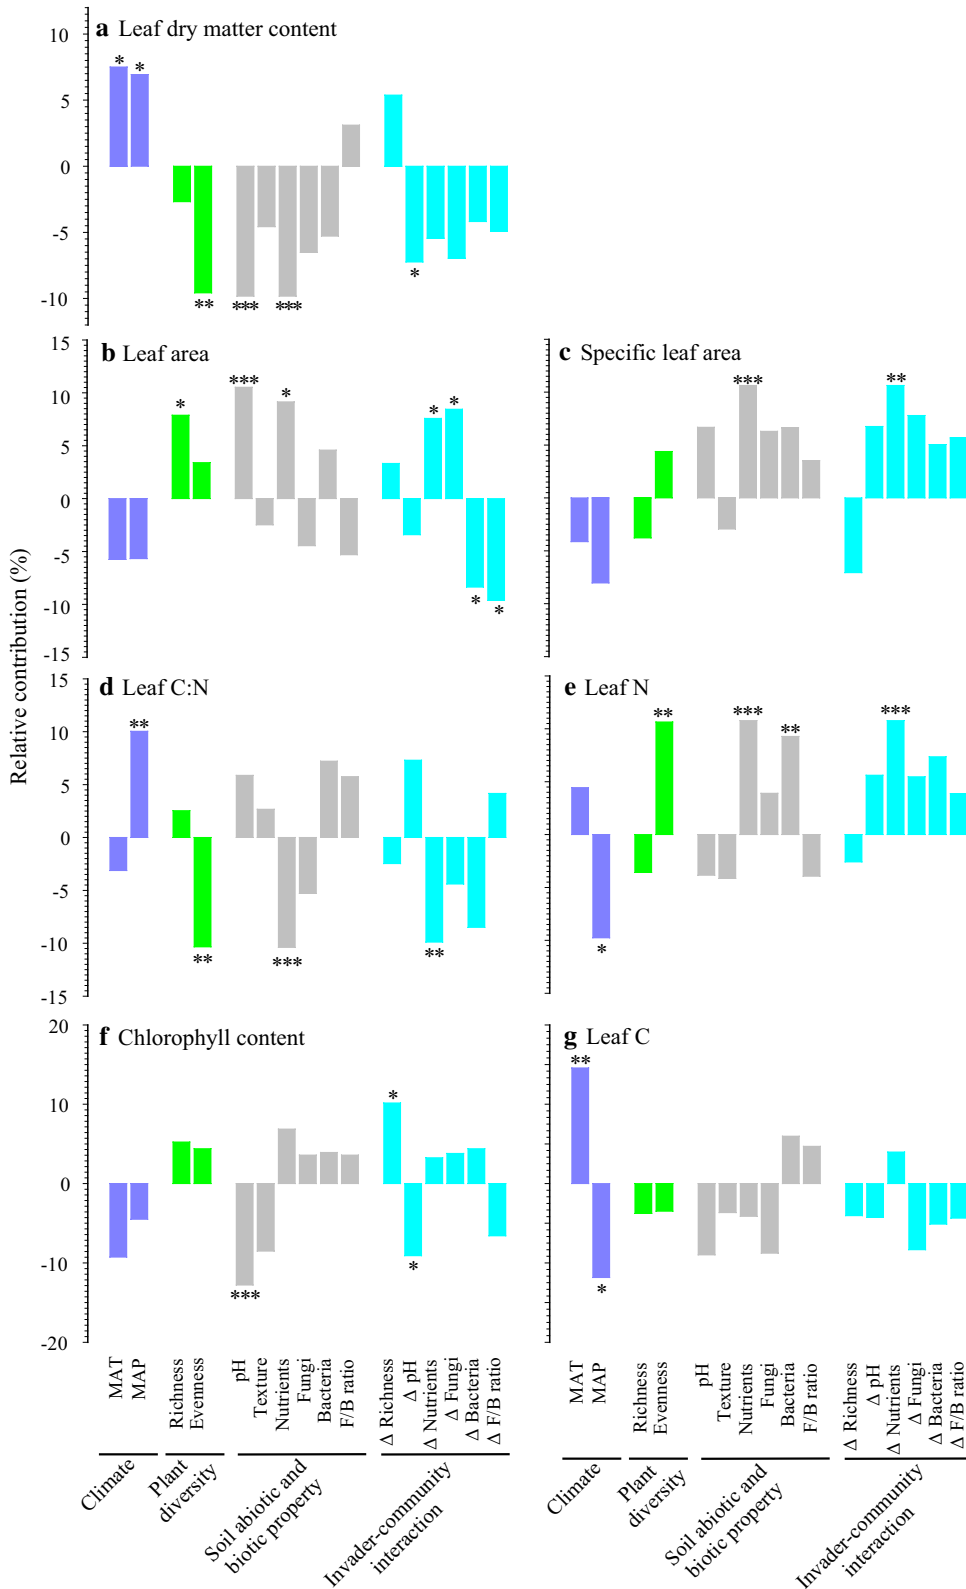 a Leaf dry matter content
10
5
0
-5
-10
* *
**
*** ***
*
b Leaf area
15
10
5
0
-5
-10
-15
*
*** *
* *
* *
c Specific leaf area
***
**
Relative contribution (%)
d Leaf C:N
15
10
5
0
-5
-10
-15
**
**
***
**
e Leaf N
*
**
*** **
***
f Chlorophyll content
20
10
0
-10
-20
***
*
*
g Leaf C
**
*
MAT
MAP
Richness
Evenness
pH
Texture
Nutrients
Fungi
Bacteria
F/B ratio
Δ Richness
Δ pH
Δ Nutrients
Δ Fungi
Δ Bacteria
Δ F/B ratio
Climate
Plant
diversity
Soil abiotic and
biotic property
Invader-community
interaction
MAT
MAP
Richness
Evenness
pH
Texture
Nutrients
Fungi
Bacteria
F/B ratio
Δ Richness
Δ pH
Δ Nutrients
Δ Fungi
Δ Bacteria
Δ F/B ratio
Climate
Plant
diversity
Soil abiotic and
biotic property
Invader-community
interaction